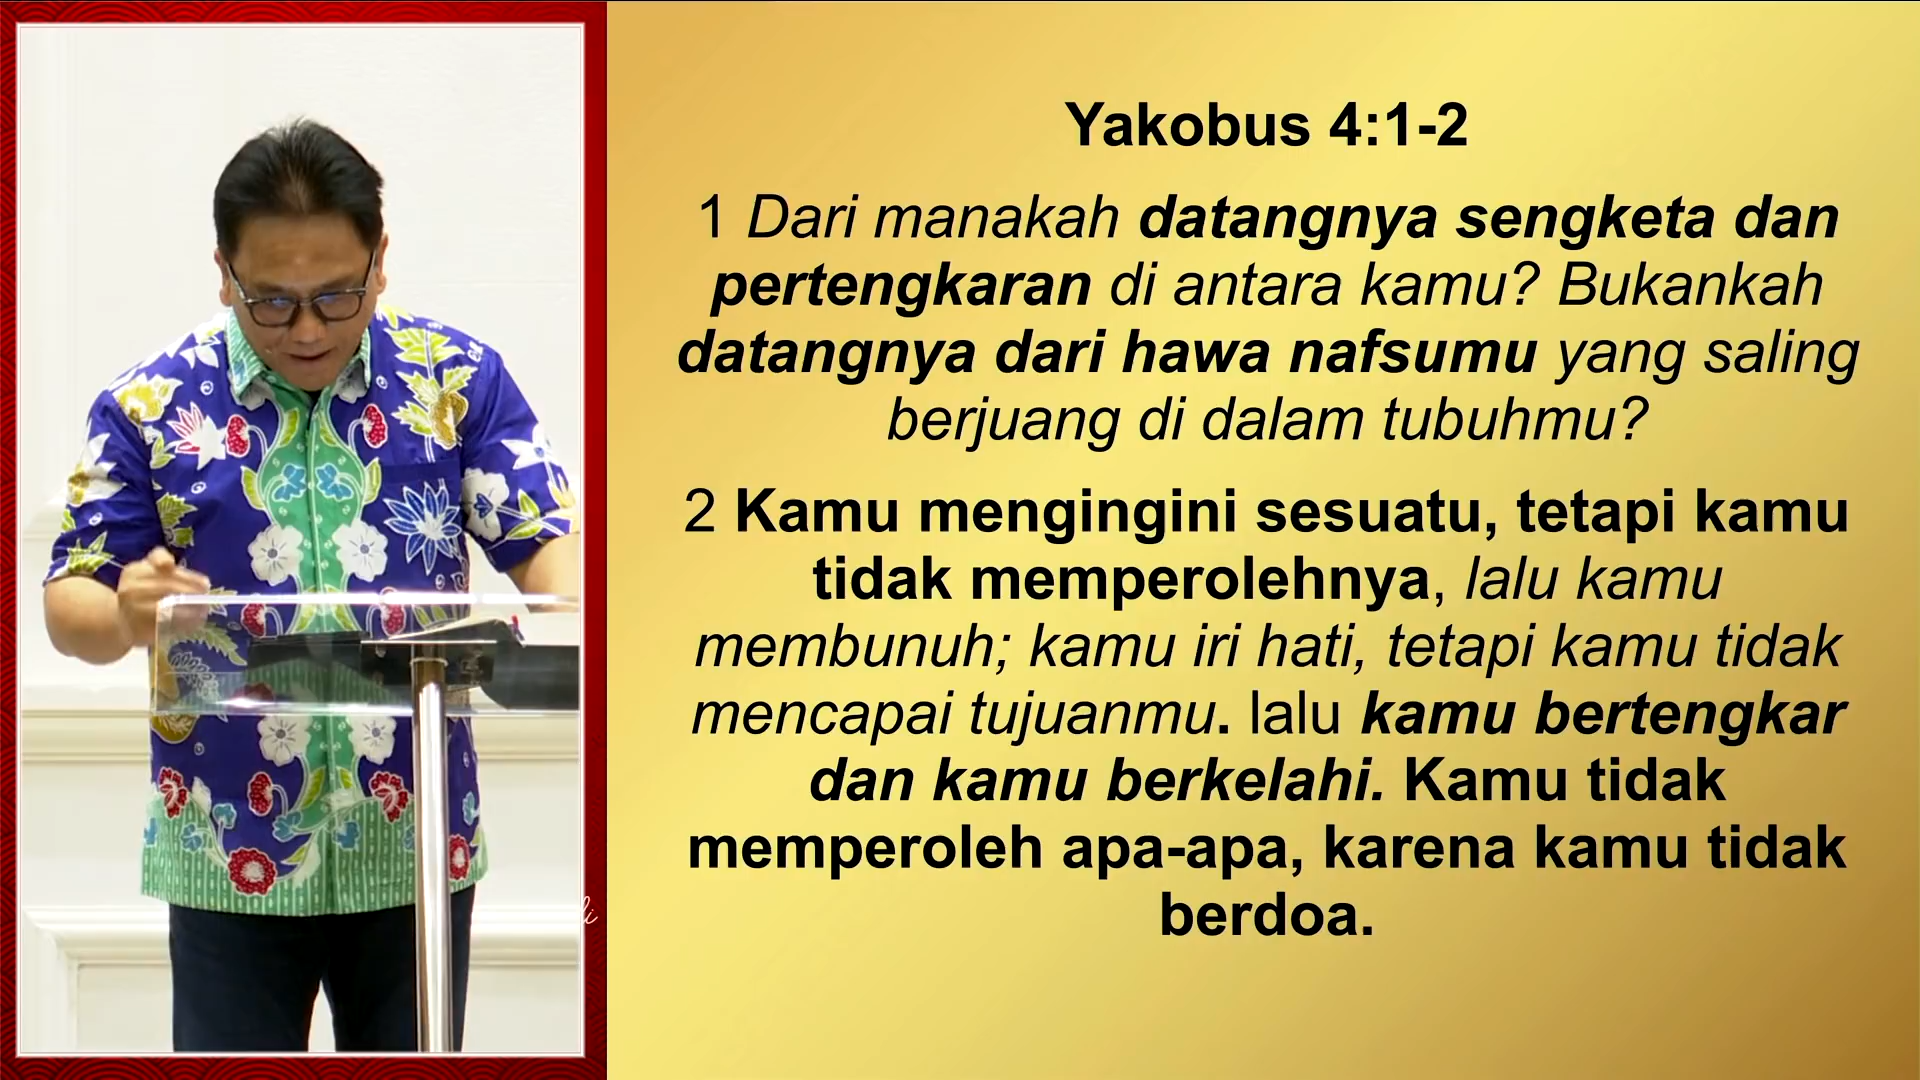 Yakobus 4:1-2
1 Dari manakah datangnya sengketa dan
pertengkaran di antara kamu? Bukankah
datangnya dari hawa nafsumu yang saling
berjuang di dalam tubuhmu?
2 Kamu mengingini sesuatu, tetapi kamu
tidak memperolehnya, lalu kamu
membunuh; kamu iri hati, tetapi kamu tidak
mencapai tujuanmu. lalu kamu bertengkar
dan kamu berkelahi. Kamu tidak
memperoleh apa-apa, karena kamu tidak
berdoa.